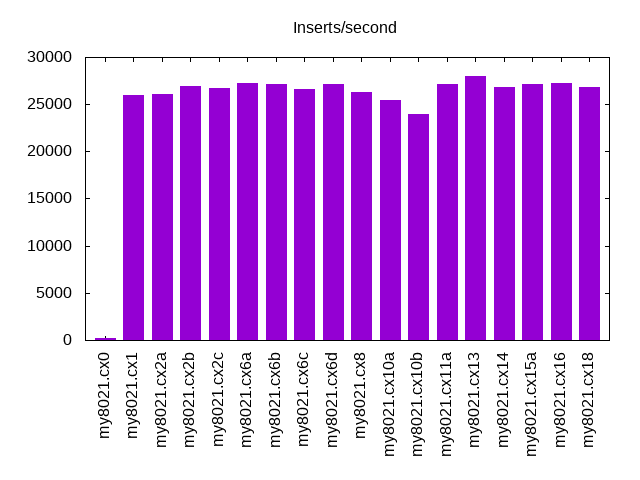 Inserts/second
30000
25000
20000
15000
10000
5000
0
my8021.cx0
my8021.cx1
my8021.cx2a
my8021.cx2b
my8021.cx2c
my8021.cx6a
my8021.cx6b
my8021.cx6c
my8021.cx6d
my8021.cx8
my8021.cx10a
my8021.cx10b
my8021.cx11a
my8021.cx13
my8021.cx14
my8021.cx15a
my8021.cx16
my8021.cx18